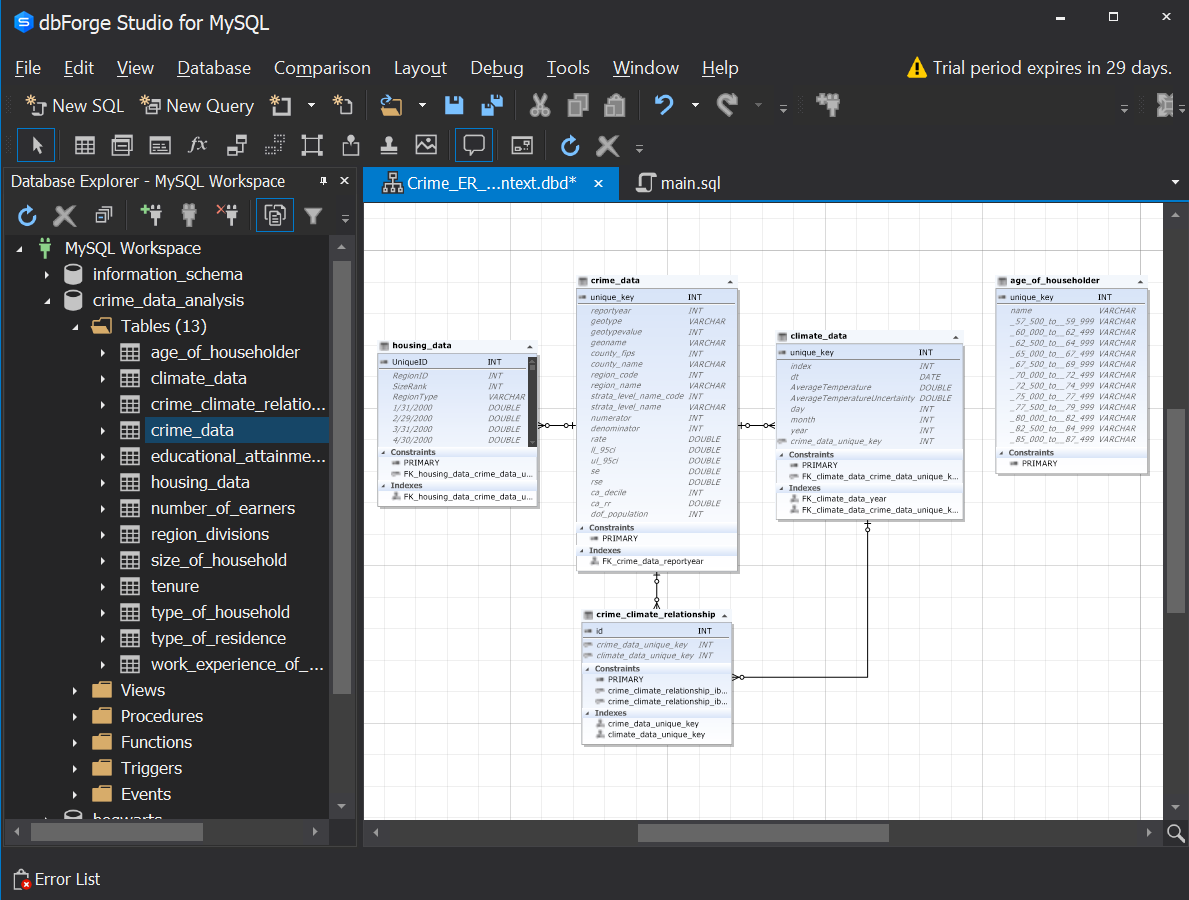 dbForge Studio for MySQL
File Edit View Database Comparison Layout Debug Tools Window Help
Trial period expires in 29 days.
New SQL New Query
Database Explorer - MySQL Workspace
Crime_ER_...ntext.dbd*
main.sql
MySQL Workspace
information_schema
crime_data_analysis
Tables (13)
age_of_householder
climate_data
crime_climate_relatio...
crime_data
educational_attainme...
housing_data
number_of_earners
region_divisions
size_of_household
tenure
type_of_household
type_of_residence
work_experience_of_...
Views
Procedures
Functions
Triggers
Events
hogwarts
housing_data
UniqueID INT
RegionID INT
SizeRank INT
RegionType VARCHAR
1/31/2000 DOUBLE
2/29/2000 DOUBLE
3/31/2000 DOUBLE
4/30/2000 DOUBLE
Constraints
PRIMARY
FK_housing_data_crime_data_u...
Indexes
FK_housing_data_crime_data_u...
crime_data
unique_key INT
reportyear INT
geotype VARCHAR
geotypevalue INT
geoname VARCHAR
county_fips INT
county_name VARCHAR
region_code INT
region_name VARCHAR
strata_level_name_code INT
strata_level_name VARCHAR
numerator INT
denominator INT
rate DOUBLE
ll_95ci DOUBLE
ul_95ci DOUBLE
se DOUBLE
rse DOUBLE
ca_decile INT
ca_rr DOUBLE
dof_population INT
Constraints
PRIMARY
Indexes
FK_crime_data_reportyear
climate_data
unique_key INT
index INT
dt DATE
AverageTemperature DOUBLE
AverageTemperatureUncertainty DOUBLE
day INT
month INT
year INT
crime_data_unique_key INT
Constraints
PRIMARY
FK_climate_data_crime_data_unique_k...
Indexes
FK_climate_data_year
FK_climate_data_crime_data_unique_k...
age_of_householder
unique_key INT
name VARCHAR
_57_500_to__59_999 VARCHAR
_60_000_to__62_499 VARCHAR
_62_500_to__64_999 VARCHAR
_65_000_to__67_499 VARCHAR
_67_500_to__69_999 VARCHAR
_70_000_to__72_499 VARCHAR
_72_500_to__74_999 VARCHAR
_75_000_to__77_499 VARCHAR
_77_500_to__79_999 VARCHAR
_80_000_to__82_499 VARCHAR
_82_500_to__84_999 VARCHAR
_85_000_to__87_499 VARCHAR
Constraints
PRIMARY
crime_climate_relationship
id INT
crime_data_unique_key INT
climate_data_unique_key INT
Constraints
PRIMARY
crime_climate_relationship_ib...
crime_climate_relationship_ib...
Indexes
crime_data_unique_key
climate_data_unique_key
Error List